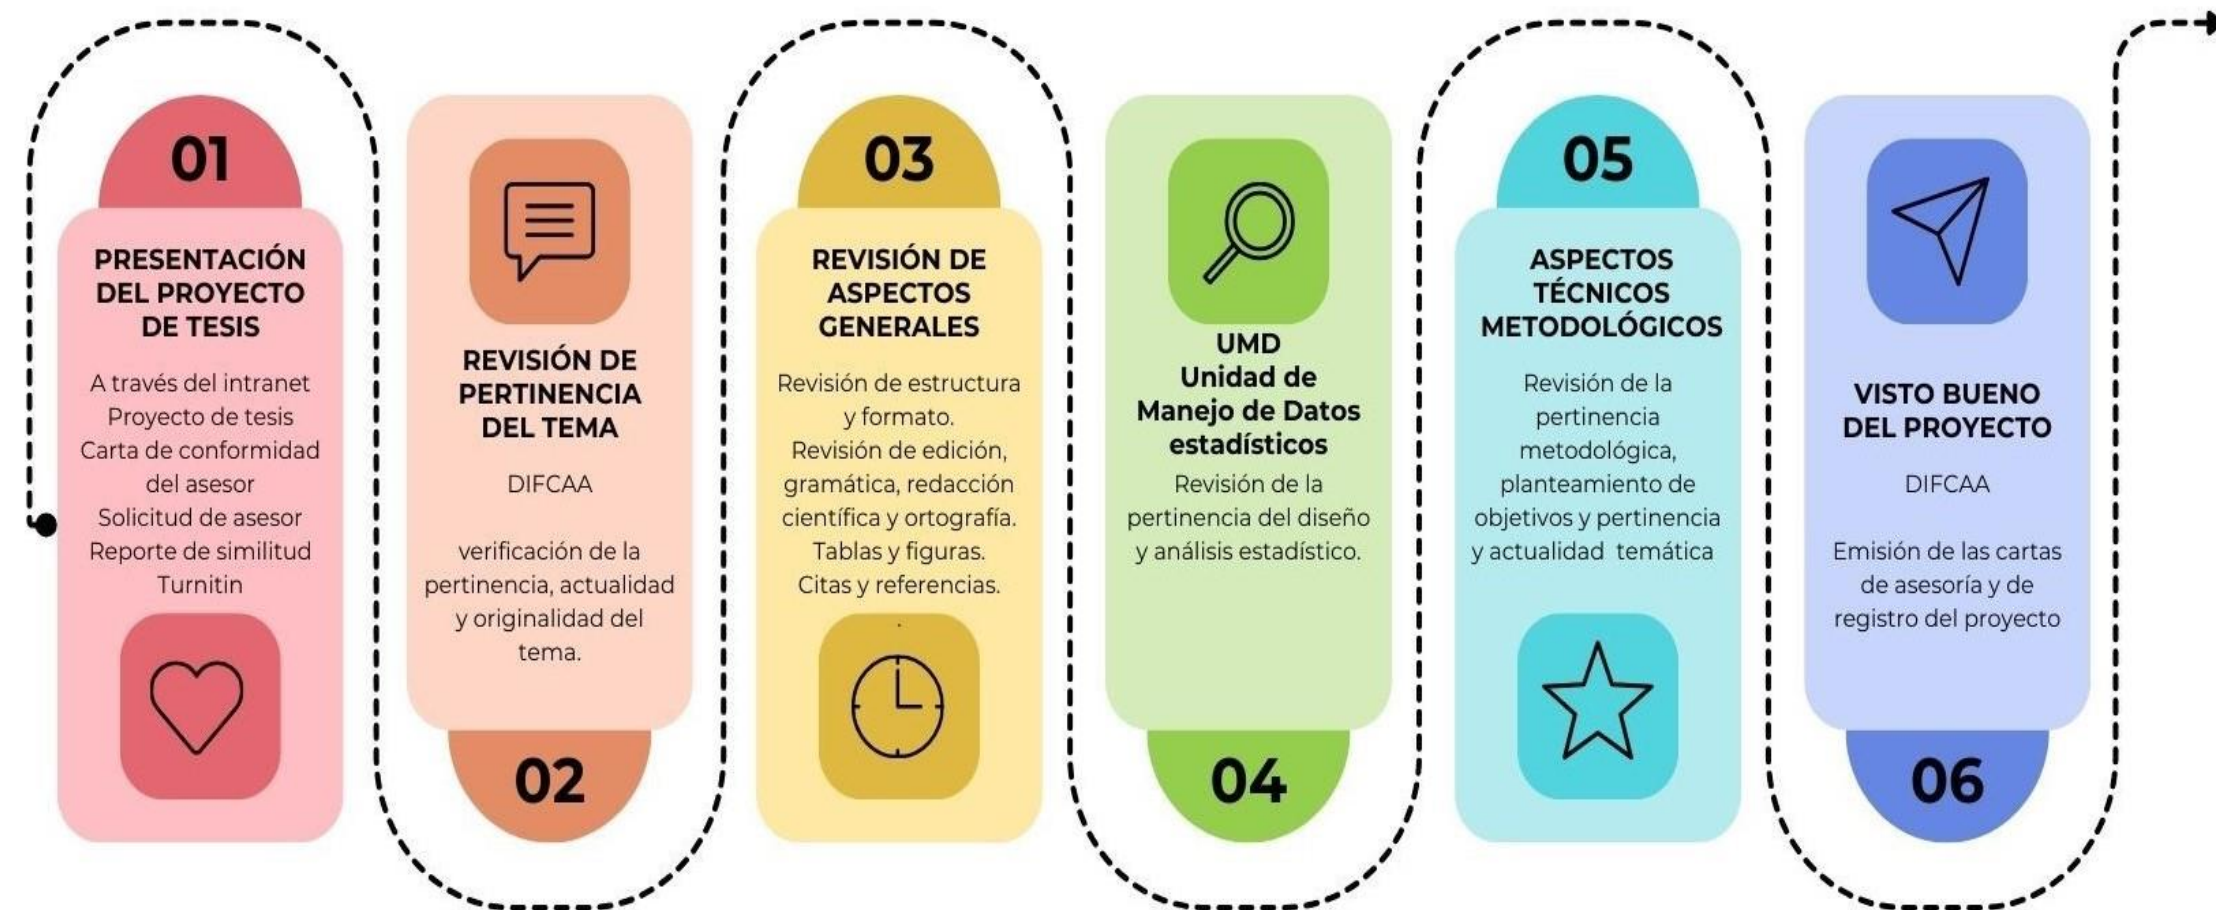 01
PRESENTACIÓN
DEL PROYECTO
DE TESIS
A través del intranet
Proyecto de tesis
Carta de conformidad
del asesor
Solicitud de asesor
Reporte de similitud
Turnitin
REVISIÓN DE
PERTINENCIA
DEL TEMA
DIFCAA
verificación de la
pertinencia, actualidad
y originalidad del
tema.
02
03
REVISIÓN DE
ASPECTOS
GENERALES
Revisión de estructura
y formato.
Revisión de edición,
gramática, redacción
científica y ortografía.
Tablas y figuras.
Citas y referencias.
.
UMD
Unidad de
Manejo de Datos
estadísticos
Revisión de la
pertinencia del diseño
y análisis estadístico.
04
05
ASPECTOS
TÉCNICOS
METODOLÓGICOS
Revisión de la
pertinencia
metodológica,
planteamiento de
objetivos y pertinencia
y actualidad temática
VISTO BUENO
DEL PROYECTO
DIFCAA
Emisión de las cartas
de asesoría y de
registro del proyecto
06